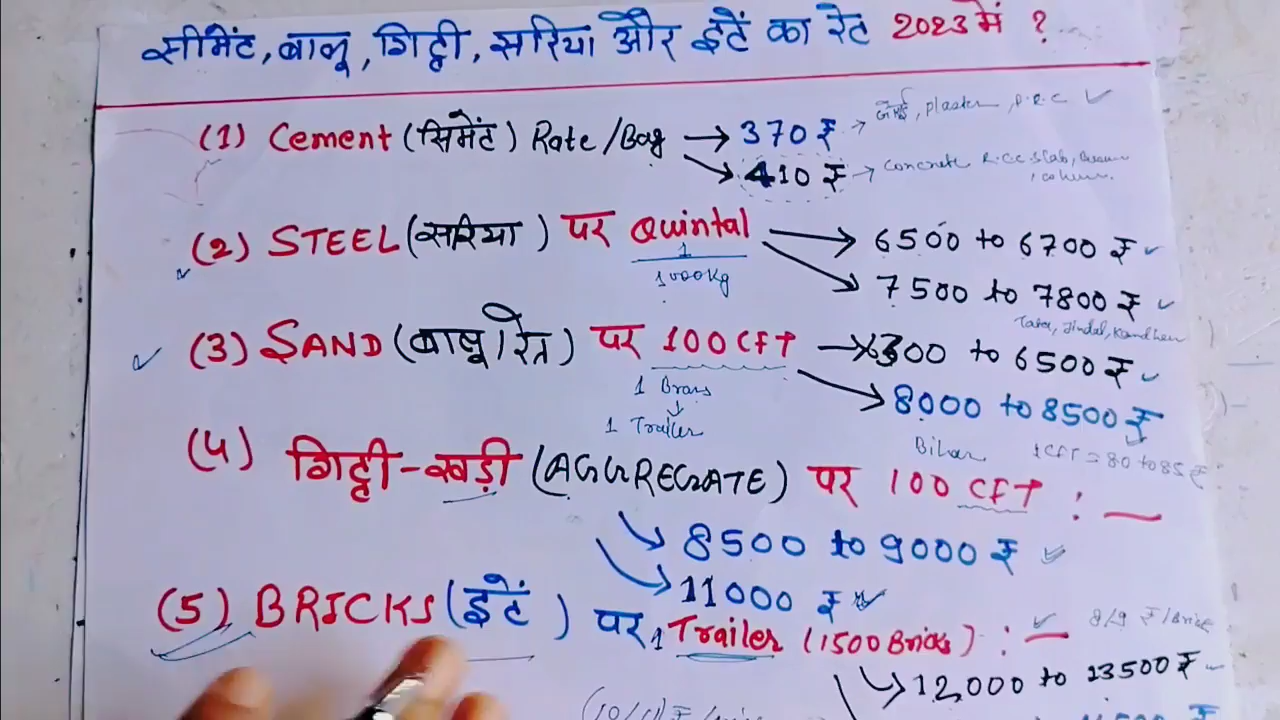 सीमेंट, बालू, गिट्टी, सरिया और ईटें का रेट 2023 में ?
(1) Cement (सिमेंट) Rate/Bag → 370 ₹ → , plaster, P.C.C ✓
→ 410 ₹ → concrete R.C.C slab, Beam, column.
(2) STEEL (सरिया) पर Quintal → 6500 to 6700 ₹ ✓
1
1000Kg
→ 7500 to 7800 ₹ ✓
Tata, Jindal,
(3) SAND (बालू/रेत) पर 100 CFT → 6300 to 6500 ₹ ✓
1 Brass
↓
1 Trailer
→ 8000 to 8500 ₹
Bihar 1CFT = 80 to 85 ₹
(4) गिट्टी-खड़ी (AGGREGATE) पर 100 CFT : —
→ 8500 to 9000 ₹ ✓
→ 11000 ₹ ✓
(5) BRICKS (इटें) पर 1 Trailer (1500 Bricks) : — ✓ 8/9 ₹/Brick
→ 12,000 to 13500 ₹ ✓